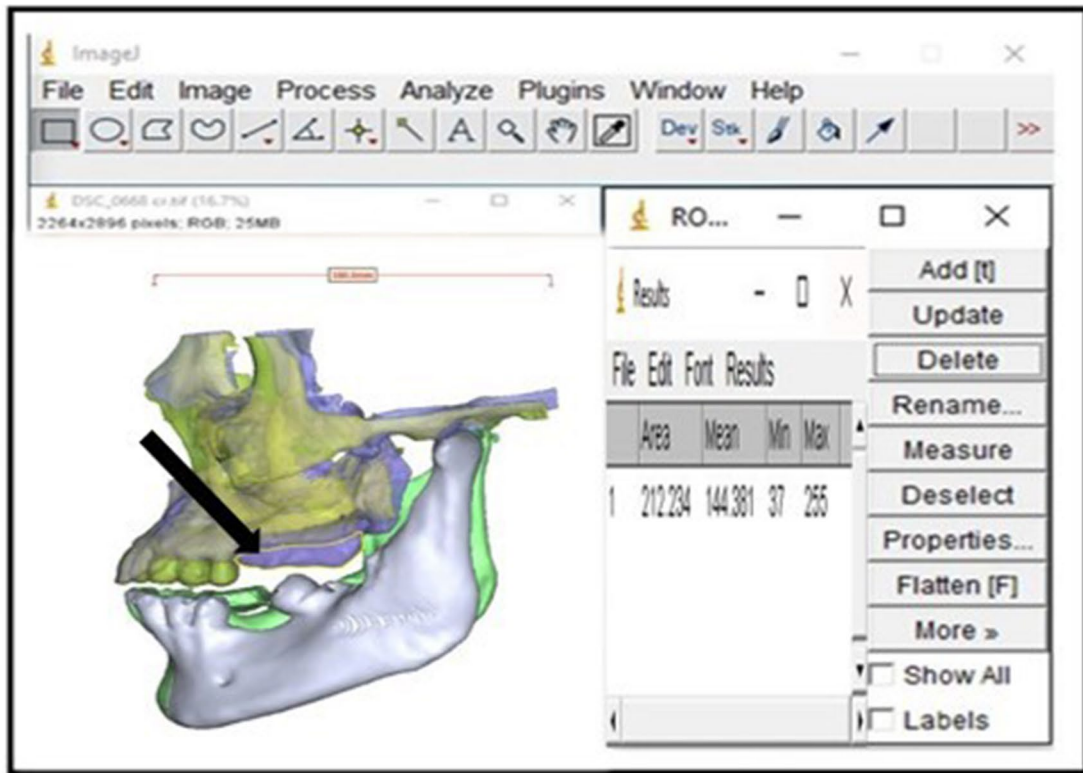 ImageJ
File Edit Image Process Analyze Plugins Window Help
A Dev Stk >>
DSC_0668 cr.tif (16.7%)
2264x2896 pixels; RGB; 25MB
RO...
Results
File Edit Font Results
Area Mean Min Max
1 212.234 144.381 37 255
Add [t]
Update
Delete
Rename...
Measure
Deselect
Properties...
Flatten [F]
More »
Show All
Labels